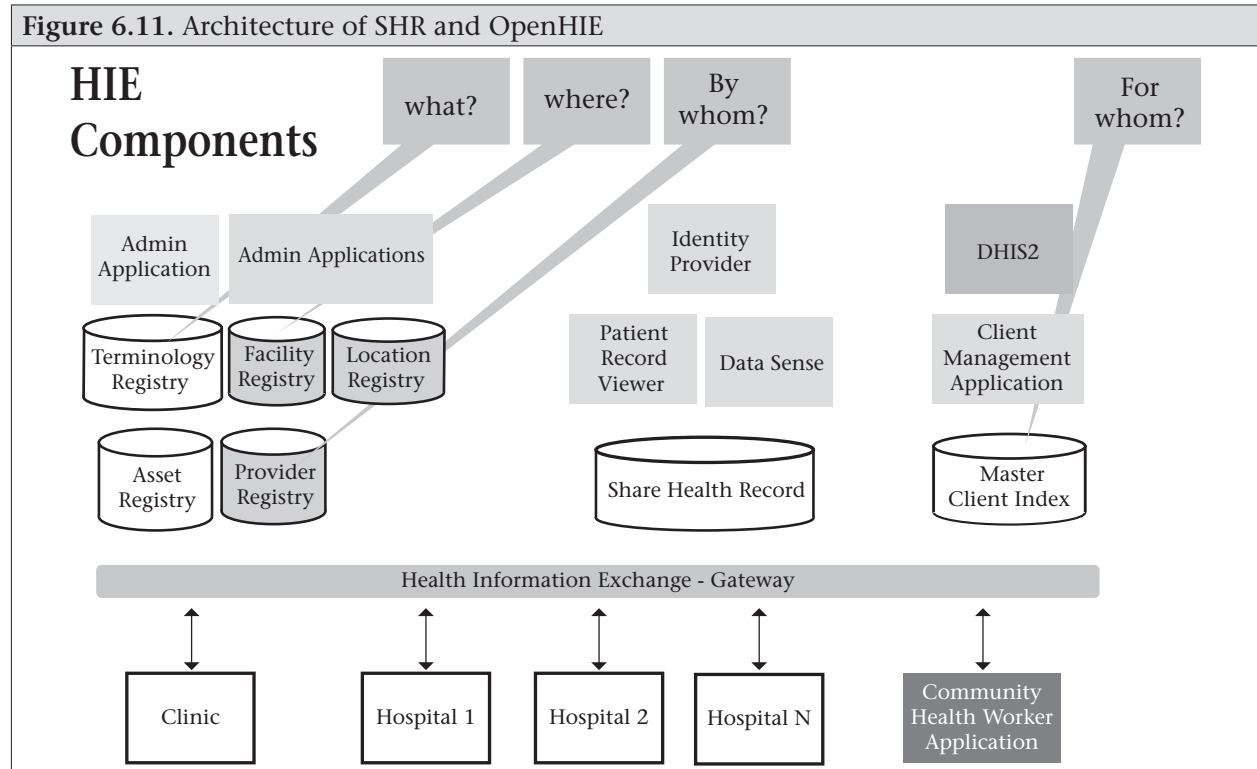 Figure 6.11. Architecture of SHR and OpenHIE
HIE
Components
what?
where?
By
whom?
For
whom?
Admin
Application
Admin Applications
Identity
Provider
DHIS2
Terminology
Registry
Facility
Registry
Location
Registry
Patient
Record
Viewer
Data Sense
Client
Management
Application
Asset
Registry
Provider
Registry
Share Health Record
Master
Client Index
Health Information Exchange - Gateway
Clinic
Hospital 1
Hospital 2
Hospital N
Community
Health Worker
Application